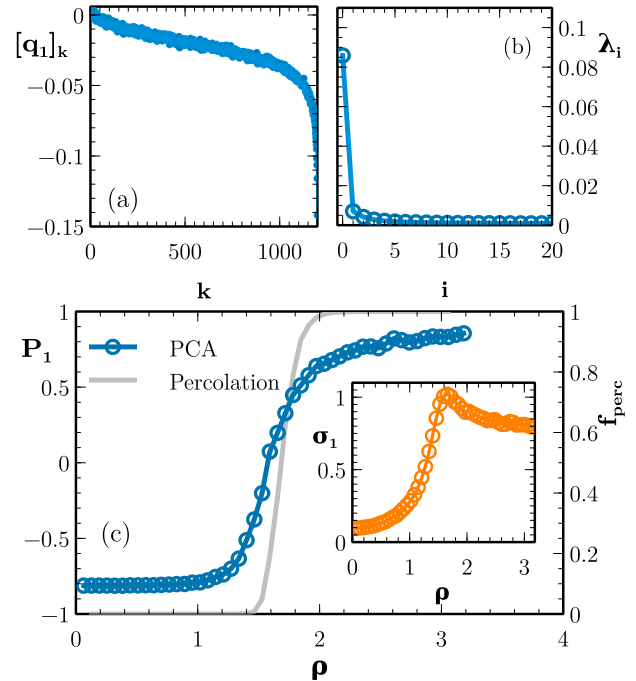 [q₁]ₖ
0
−0.05
−0.1
−0.15
(a)
0 500 1000
k
(b)
λᵢ
0.1
0.08
0.06
0.04
0.02
0
0 5 10 15 20
i
P₁
1
0.5
0
−0.5
−1
PCA
Percolation
(c)
0 1 2 3 4
ρ
1
0.8
0.6
0.4
0.2
0
f_perc
σ₁
1
0.5
0
0 1 2 3
ρ